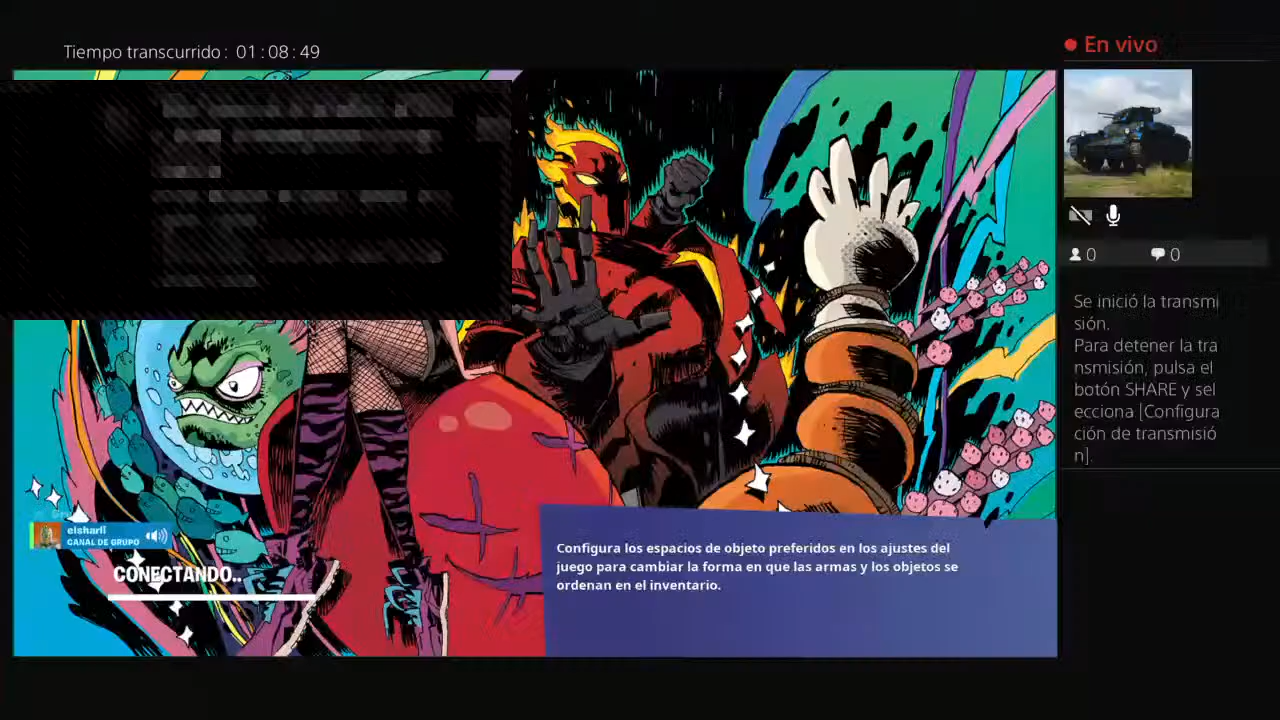 Tiempo transcurrido: 01:08:49
En vivo
0 0
Se inició la transmi
sión.
Para detener la tra
nsmisión, pulsa el
botón SHARE y sel
ecciona [Configura
ción de transmisió
n].
elsharli
CANAL DE GRUPO
CONECTANDO..
Configura los espacios de objeto preferidos en los ajustes del
juego para cambiar la forma en que las armas y los objetos se
ordenan en el inventario.